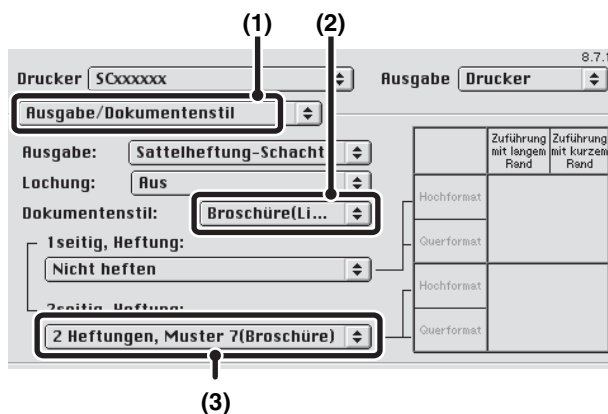 (1) (2)
8.7.1
Drucker SCxxxxxx Ausgabe Drucker
Ausgabe/Dokumentenstil
Zuführung mit langem Rand
Zuführung mit kurzem Rand
Ausgabe: Sattelheftung-Schacht
Lochung: Aus
Hochformat
Dokumentenstil: Broschüre(Li...
Querformat
1seitig, Heftung:
Nicht heften
Hochformat
2seitig, Heftung:
2 Heftungen, Muster 7(Broschüre)
Querformat
(3)